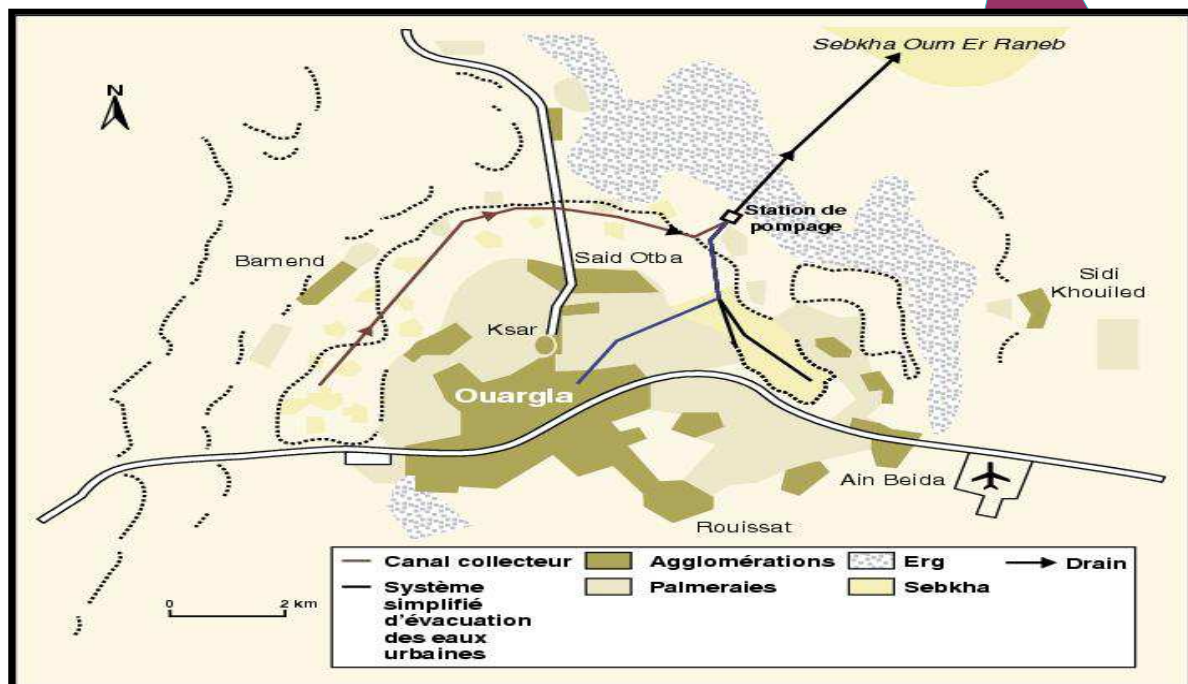 Sebkha Oum Er Raneb
N
Station de
pompage
Bamend
Said Otba
Sidi
Khouiled
Ksar
Ouargla
Ain Beida
Rouissat
0 2 km
Canal collecteur
Système
simplifié
d'évacuation
des eaux
urbaines
Agglomérations
Palmeraies
Erg
Sebkha
Drain